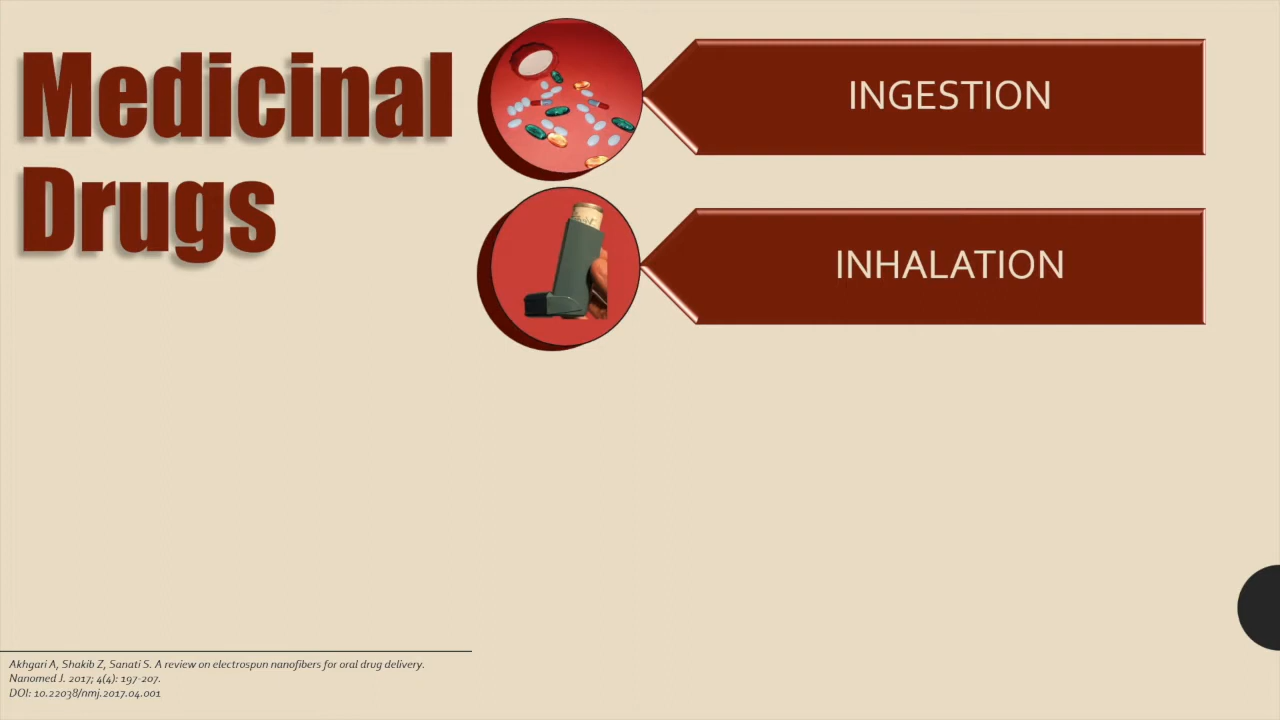 Medicinal
Drugs
INGESTION
INHALATION
Akhgari A, Shakib Z, Sanati S. A review on electrospun nanofibers for oral drug delivery.
Nanomed J. 2017; 4(4): 197-207.
DOI: 10.22038/nmj.2017.04.001